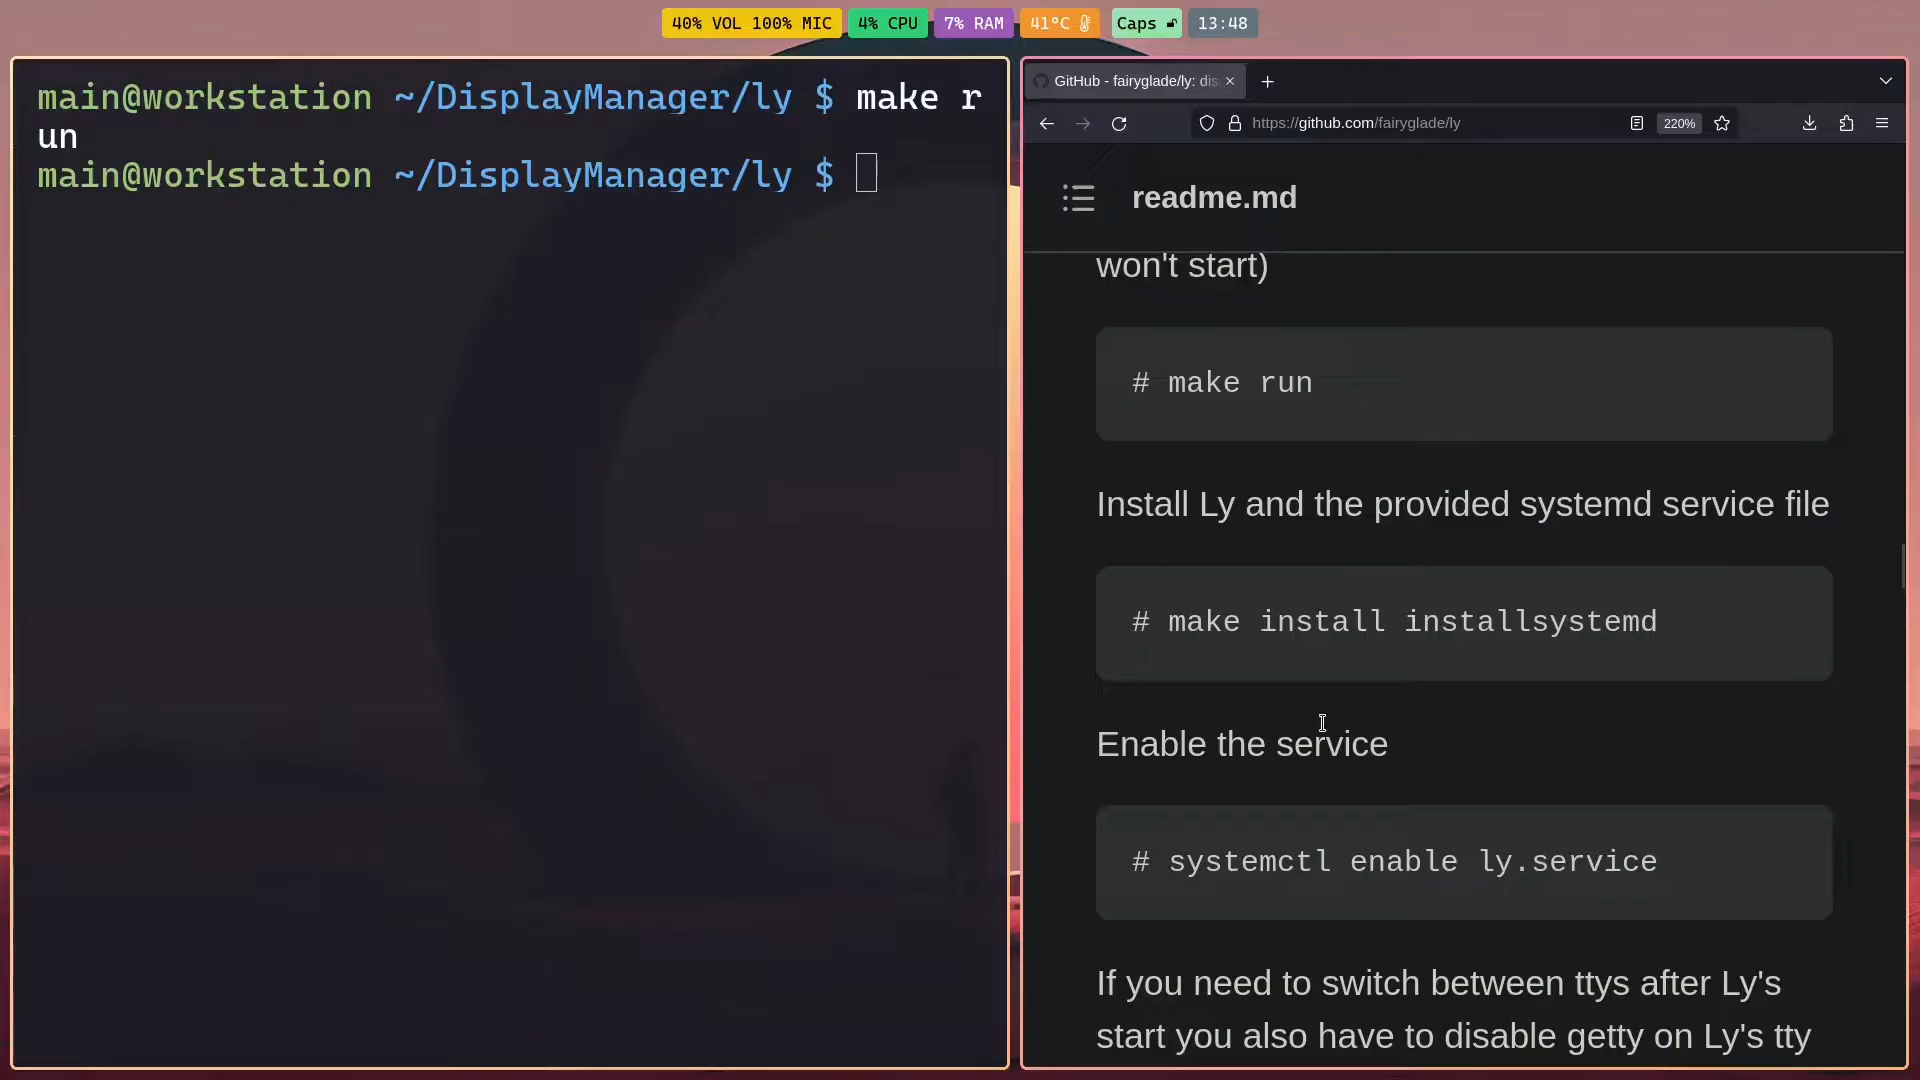 40% VOL 100% MIC 4% CPU 7% RAM 41°C Caps 13:48
main@workstation ~/DisplayManager/ly $ make r
un
main@workstation ~/DisplayManager/ly $
GitHub - fairyglade/ly: dis
https://github.com/fairyglade/ly 220%
readme.md
won't start)
# make run
Install Ly and the provided systemd service file
# make install installsystemd
Enable the service
# systemctl enable ly.service
If you need to switch between ttys after Ly's
start you also have to disable getty on Ly's tty